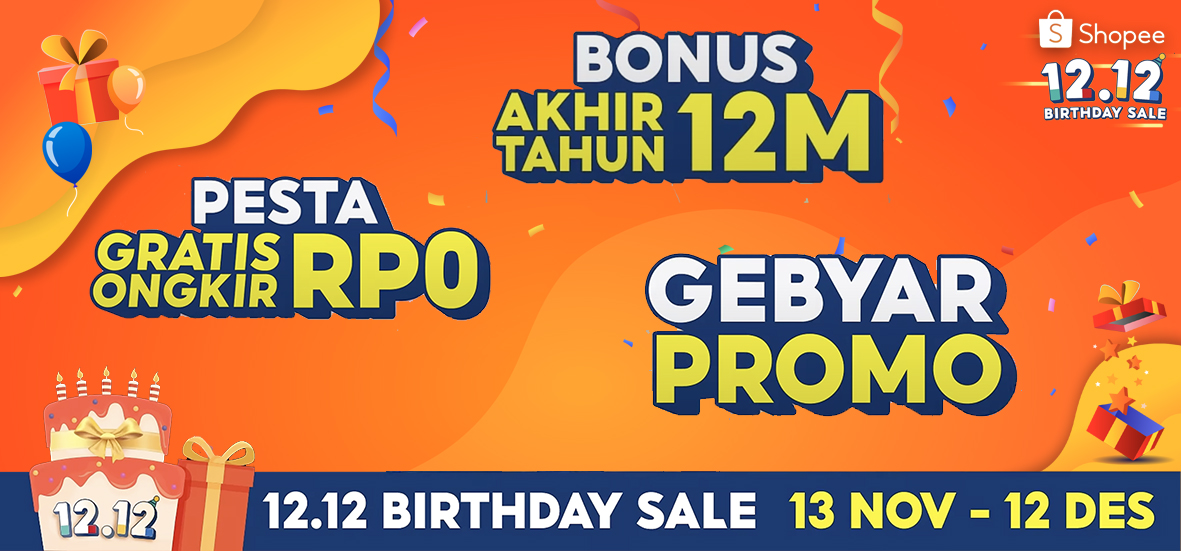 Shopee
12.12
BIRTHDAY SALE
BONUS
AKHIR
TAHUN
12M
PESTA
GRATIS
ONGKIR
RP0
GEBYAR
PROMO
12.12
12.12 BIRTHDAY SALE 13 NOV - 12 DES